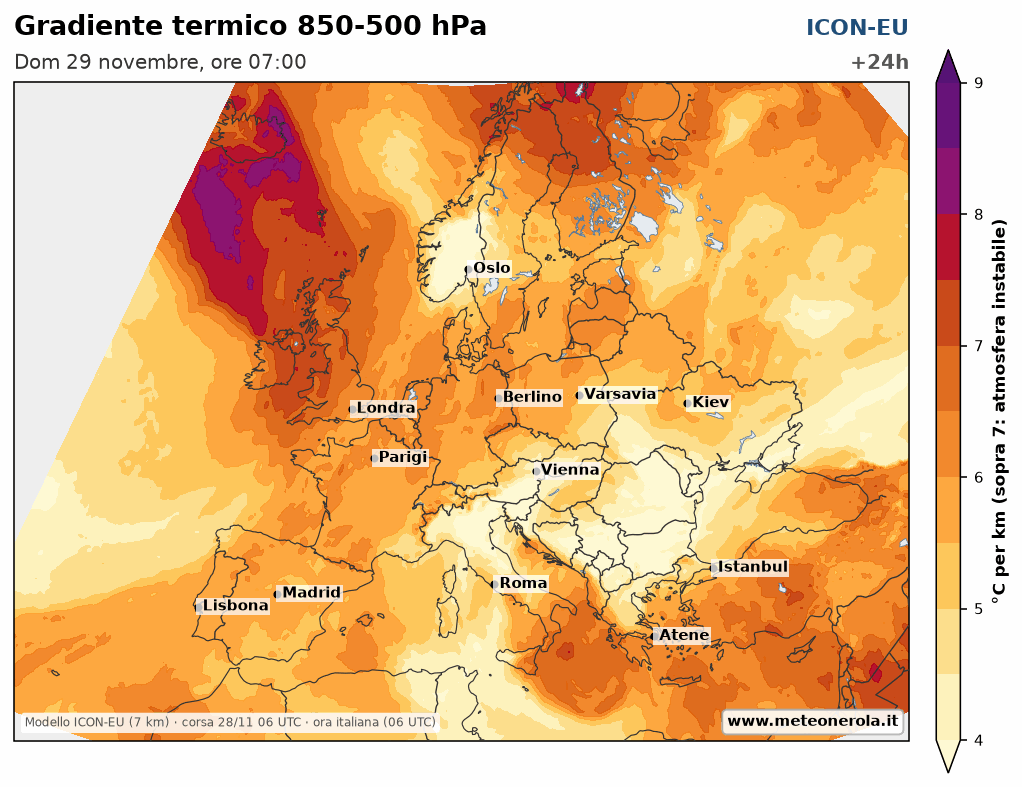 Gradiente termico 850-500 hPa
ICON-EU
Dom 29 novembre, ore 07:00
+24h
Oslo
Londra
Berlino
Varsavia
Kiev
Parigi
Vienna
Istanbul
Roma
Madrid
Lisbona
Atene
Modello ICON-EU (7 km) · corsa 28/11 06 UTC · ora italiana (06 UTC)
www.meteonerola.it
9
8
7
6
5
4
°C per km (sopra 7: atmosfera instabile)